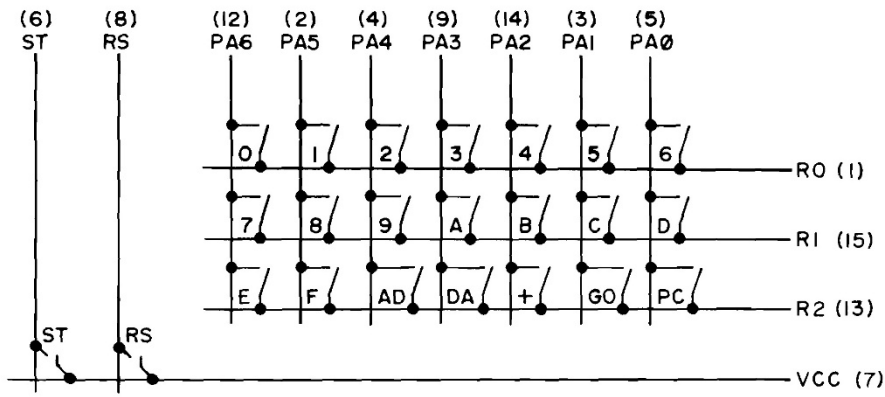 (6) (8) (12) (2) (4) (9) (14) (3) (5)
ST RS PA6 PA5 PA4 PA3 PA2 PA1 PAØ
0 1 2 3 4 5 6
R0 (1)
7 8 9 A B C D
R1 (15)
E F AD DA + GO PC
R2 (13)
ST RS
VCC (7)